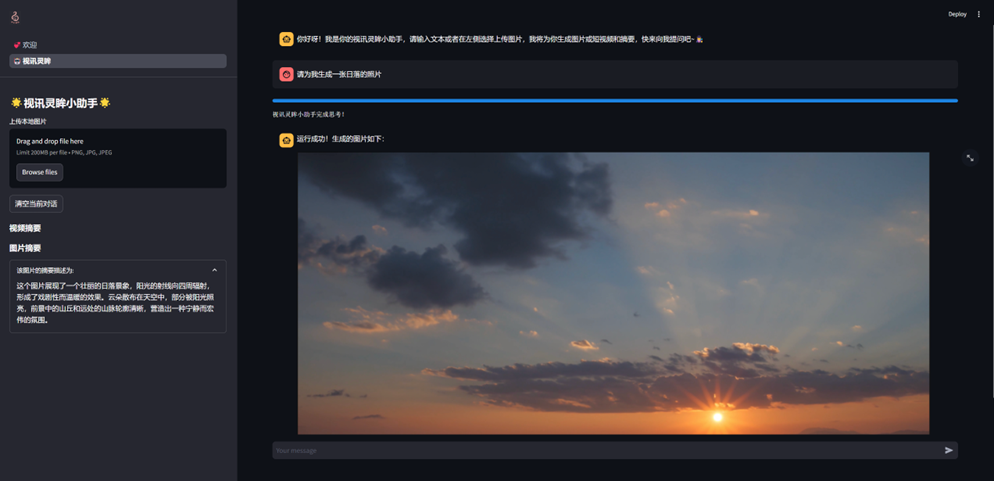 Deploy
欢迎
视讯灵眸
视讯灵眸小助手
上传本地图片
Drag and drop file here
Limit 200MB per file • PNG, JPG, JPEG
Browse files
清空当前对话
视频摘要
图片摘要
该图片的摘要描述为:
这个图片展现了一个壮丽的日落景象，阳光的射线向四周辐射，
形成了戏剧性而温暖的效果。云朵散布在天空中，部分被阳光照
亮，前景中的山丘和远处的山脉轮廓清晰，营造出一种宁静而宏
伟的氛围。
你好呀！我是你的视讯灵眸小助手，请输入文本或者在左侧选择上传图片，我将为你生成图片或短视频和摘要，快来向我提问吧~
请为我生成一张日落的照片
视讯灵眸小助手完成思考！
运行成功！生成的图片如下：
Your message